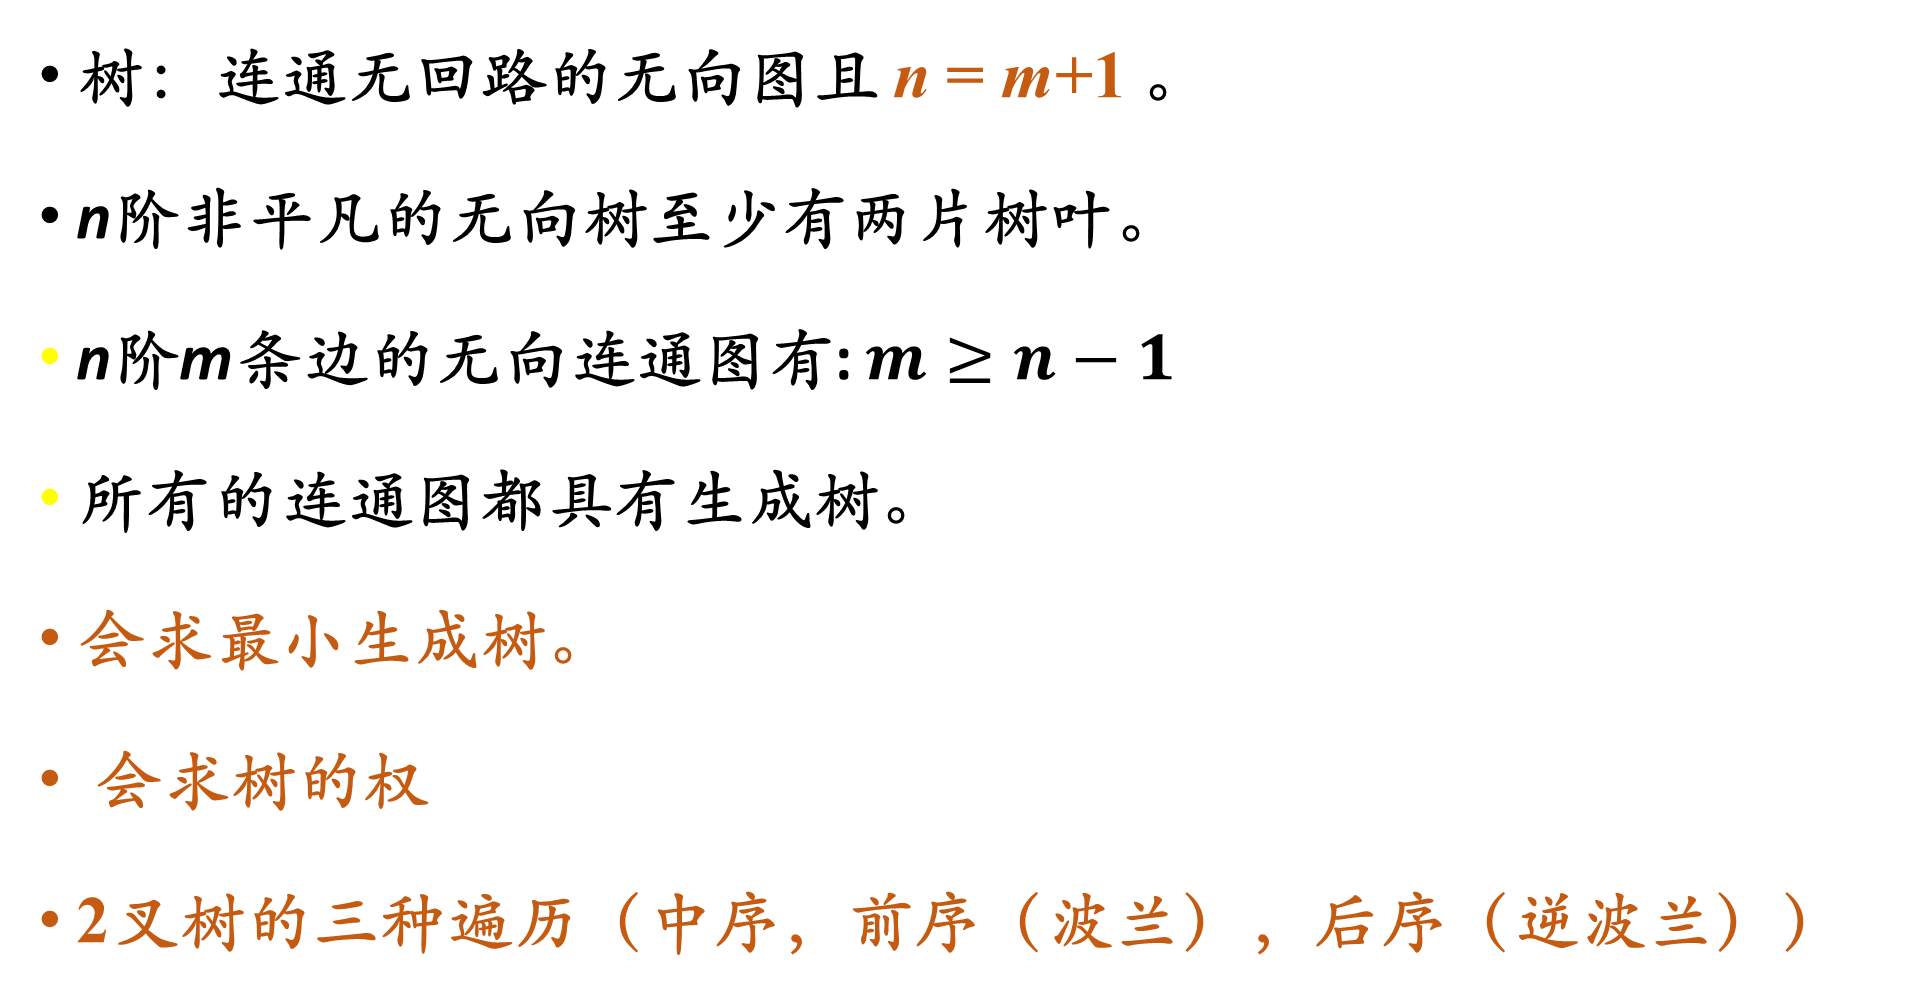 • 树： 连通无回路的无向图且 n = m+1 。
• n阶非平凡的无向树至少有两片树叶。
• n阶m条边的无向连通图有: m ≥ n − 1
• 所有的连通图都具有生成树。
• 会求最小生成树。
• 会求树的权
• 2叉树的三种遍历（中序，前序（波兰），后序（逆波兰））